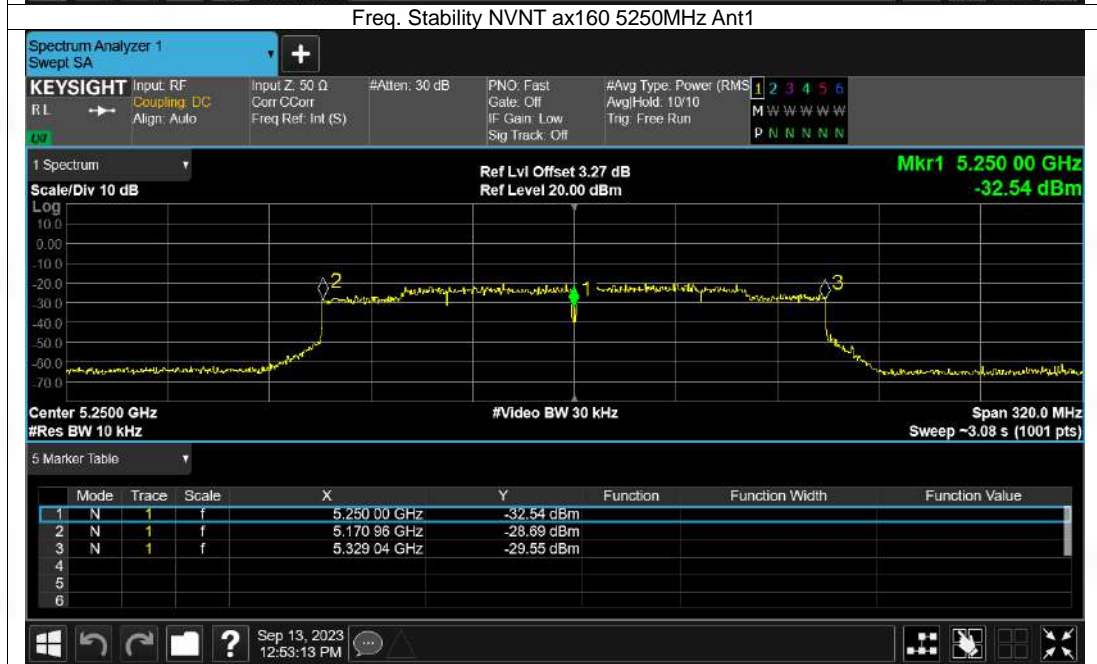 Freq. Stability NVNT ax160 5250MHz Ant1
Spectrum Analyzer 1
Swept SA
+
KEYSIGHT Input: RF Input Z: 50 Ω #Atten: 30 dB PNO: Fast #Avg Type: Power (RMS 1 2 3 4 5 6
RL Coupling: DC Corr CCorr Gate: Off Avg|Hold: 10/10 M W W W W W
Align: Auto Freq Ref: Int (S) IF Gain: Low Trig: Free Run
Sig Track: Off P N N N N N
LXI
1 Spectrum Ref Lvl Offset 3.27 dB Mkr1 5.250 00 GHz
Scale/Div 10 dB Ref Level 20.00 dBm -32.54 dBm
Log
10.0
0.00
-10.0
-20.0
-30.0
-40.0
-50.0
-60.0
-70.0
2 1 3
Center 5.2500 GHz #Video BW 30 kHz Span 320.0 MHz
#Res BW 10 kHz Sweep ~3.08 s (1001 pts)
5 Marker Table
Mode Trace Scale X Y Function Function Width Function Value
1 N 1 f 5.250 00 GHz -32.54 dBm
2 N 1 f 5.170 96 GHz -28.69 dBm
3 N 1 f 5.329 04 GHz -29.55 dBm
4
5
6
? Sep 13, 2023
12:53:13 PM